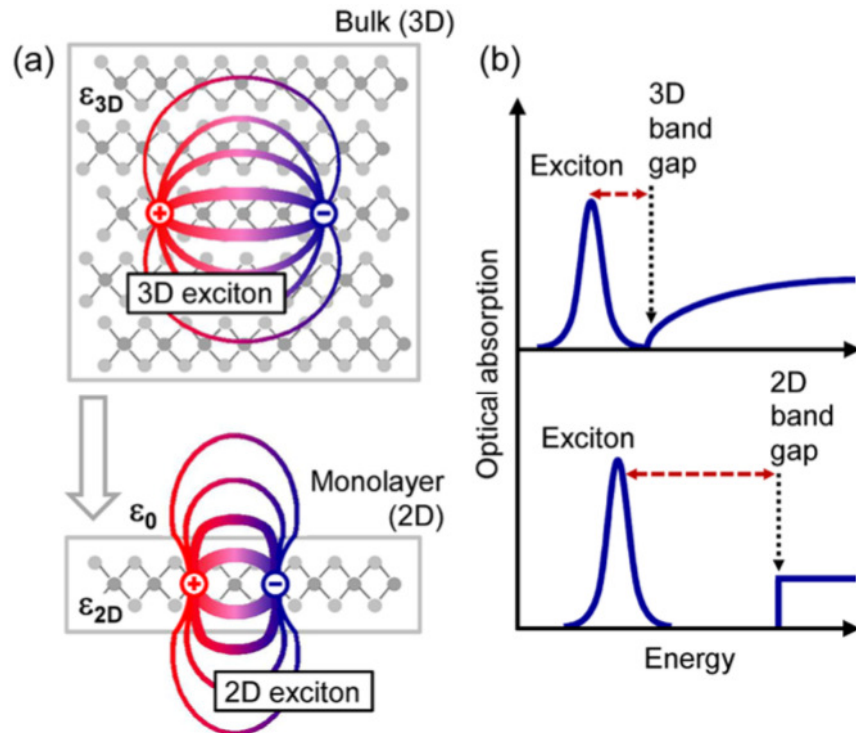 (a)
Bulk (3D)
ε3D
+
−
3D exciton
ε0
Monolayer
(2D)
ε2D
+
−
2D exciton
(b)
Optical absorption
Exciton
3D
band
gap
Exciton
2D
band
gap
Energy